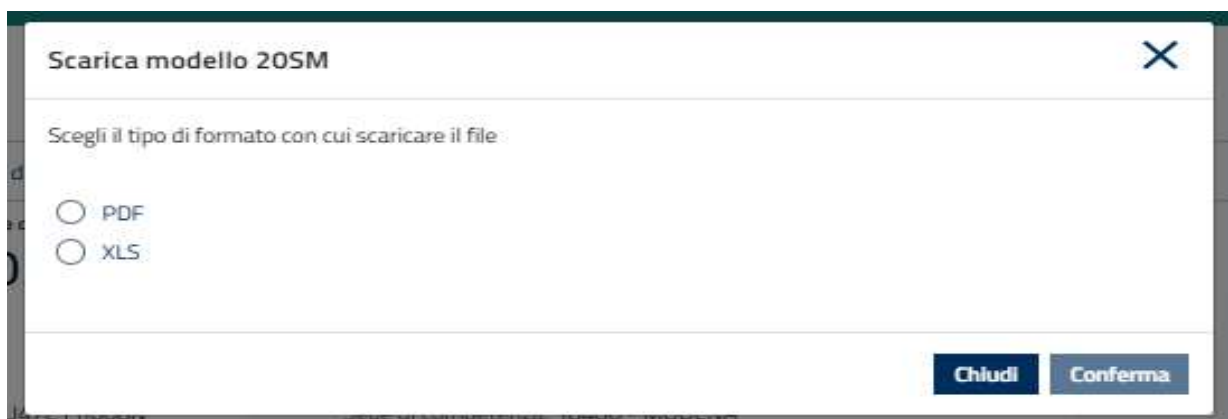 Scarica modello 20SM
Scegli il tipo di formato con cui scaricare il file
PDF
XLS
Chiudi
Conferma